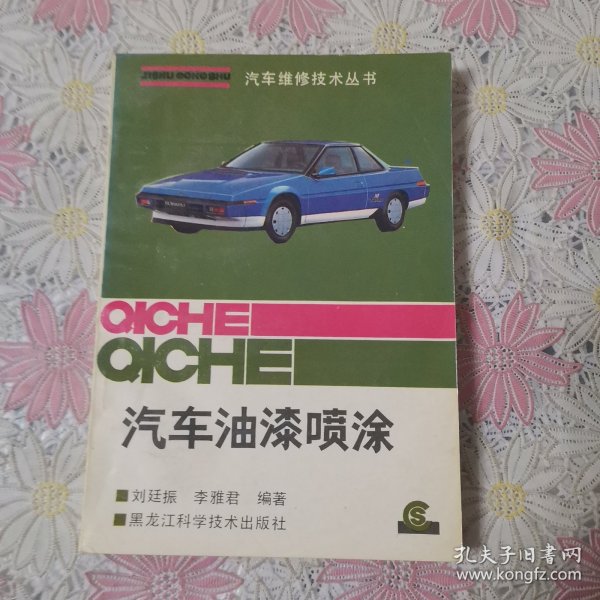 JISHU CONGSHU 汽车维修技术丛书
SUBARU
QICHE
QICHE
汽车油漆喷涂
刘廷振 李雅君 编著
黑龙江科学技术出版社
孔夫子旧书网
www.kongfz.com